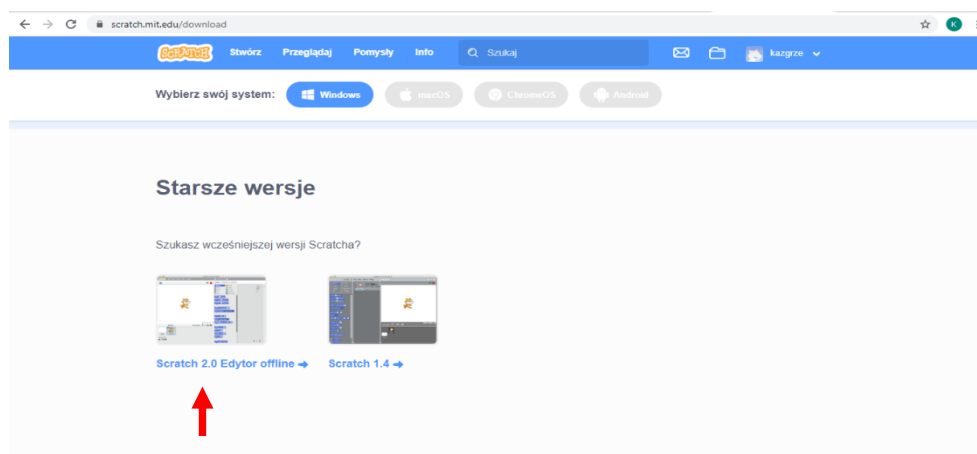 scratch.mit.edu/download
K
SCRATCH Stwórz Przeglądaj Pomysły Info Szukaj kazgrze
Wybierz swój system: Windows macOS ChromeOS Android
Starsze wersje
Szukasz wcześniejszej wersji Scratcha?
Scratch 2.0 Edytor offline ➔ Scratch 1.4 ➔